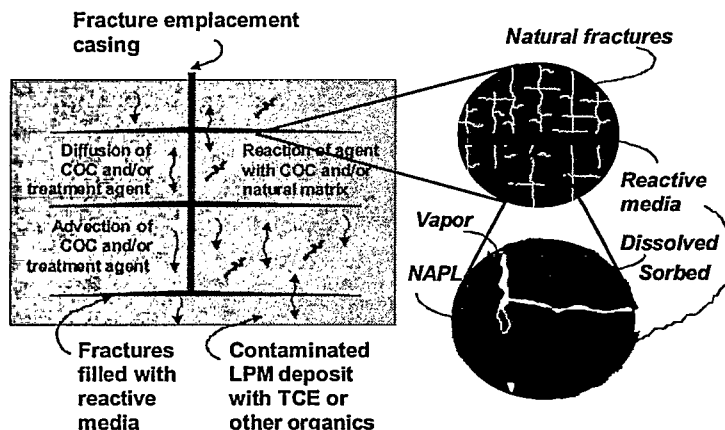 Fracture emplacement
casing
Natural fractures
Diffusion of
COC and/or
treatment agent
Reaction of agent
with COC and/or
natural matrix
Advection of
COC and/or
treatment agent
Reactive
media
Vapor
Dissolved
NAPL
Sorbed
Fractures
filled with
reactive
media
Contaminated
LPM deposit
with TCE or
other organics